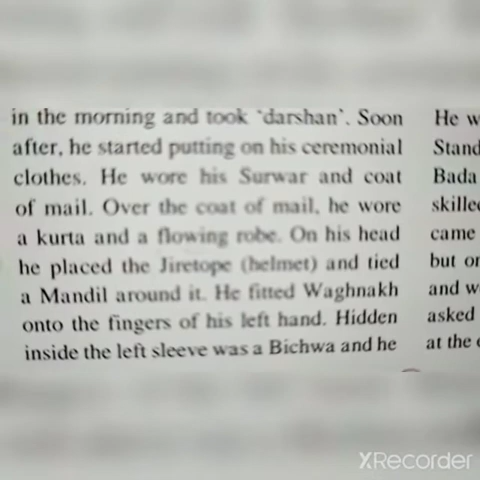 in the morning and took 'darshan'. Soon
after, he started putting on his ceremonial
clothes. He wore his Surwar and coat
of mail. Over the coat of mail, he wore
a kurta and a flowing robe. On his head
he placed the Jiretope (helmet) and tied
a Mandil around it. He fitted Waghnakh
onto the fingers of his left hand. Hidden
inside the left sleeve was a Bichwa and he
He
Bada
came
but
and
asked
at the
XRecorder